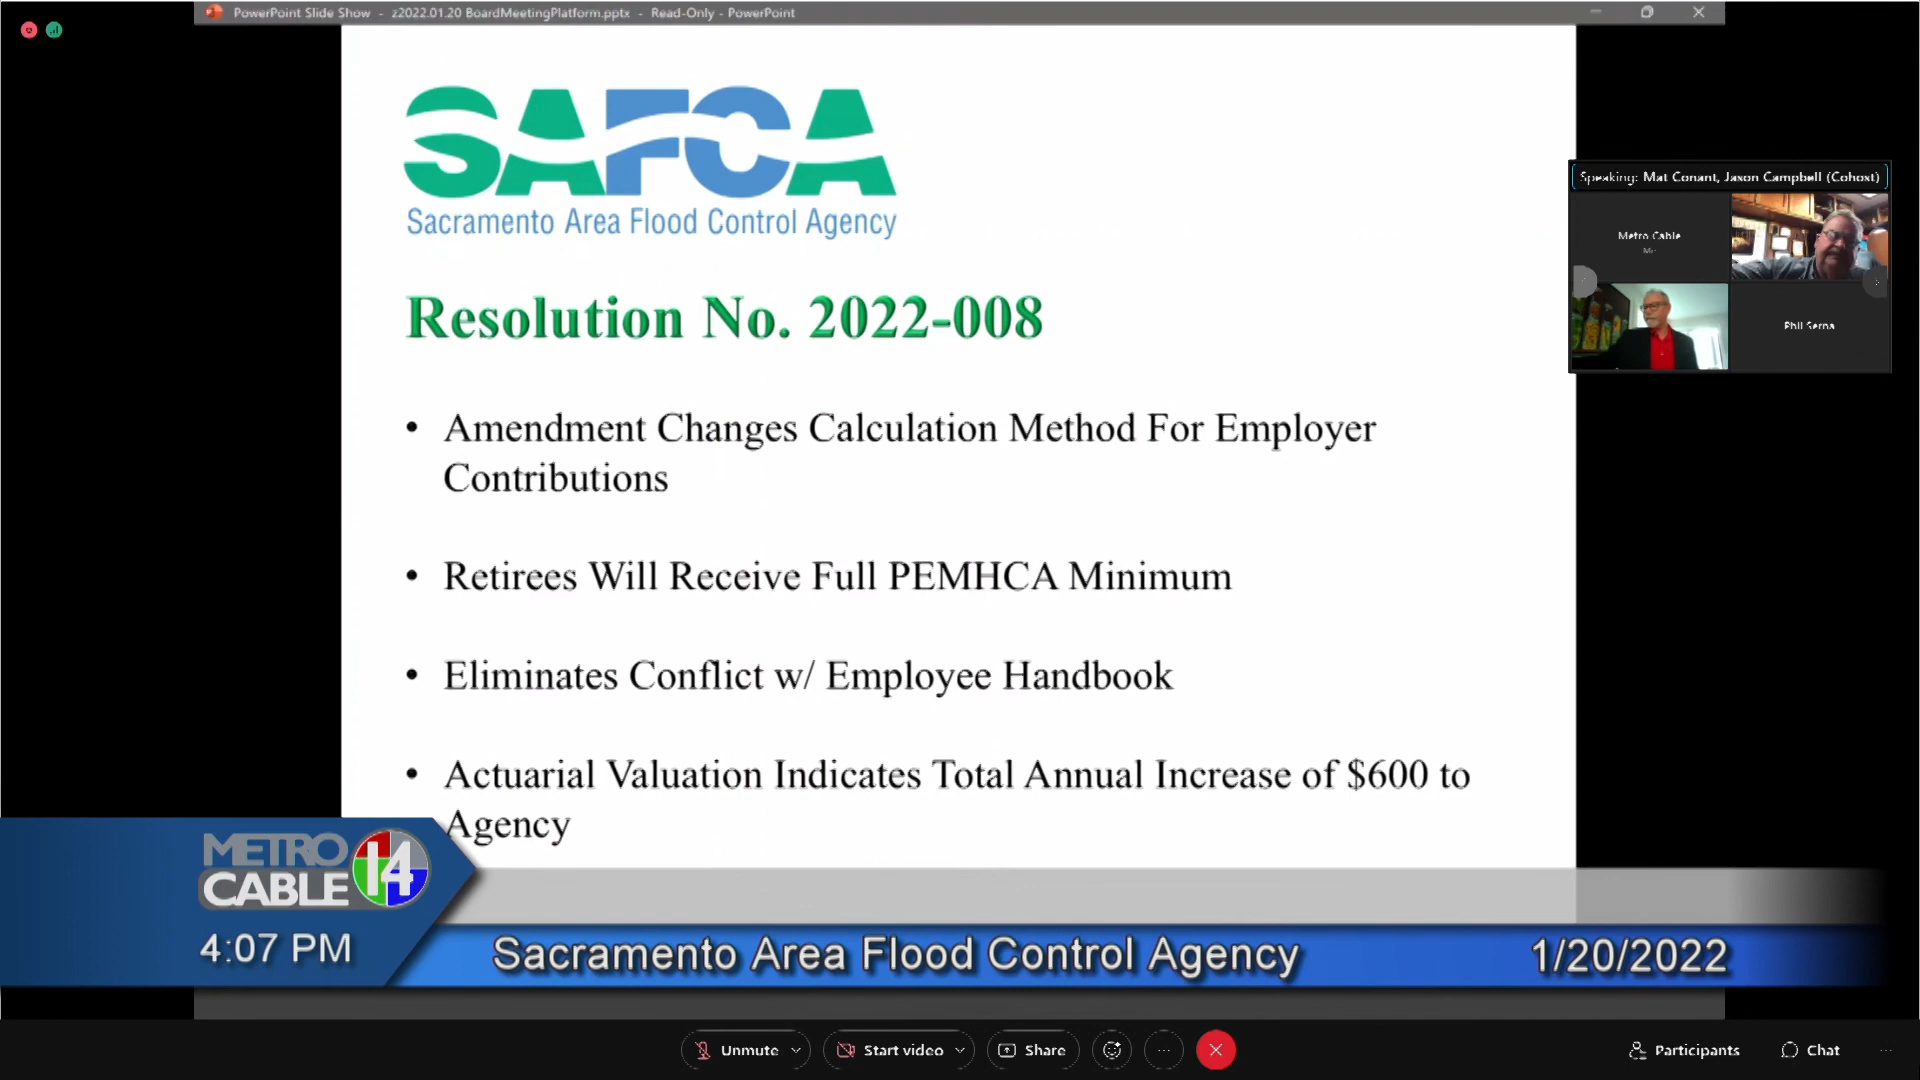 PowerPoint Slide Show - z2022.01.20 BoardMeetingPlatform.pptx - Read-Only - PowerPoint
SAFCA
Sacramento Area Flood Control Agency
Speaking: Mat Conant, Jason Campbell (Cohost)
Metro Cable
Phil Serna
Resolution No. 2022-008
• Amendment Changes Calculation Method For Employer
Contributions
• Retirees Will Receive Full PEMHCA Minimum
• Eliminates Conflict w/ Employee Handbook
• Actuarial Valuation Indicates Total Annual Increase of $600 to
Agency
METRO
CABLE 14
4:07 PM
Sacramento Area Flood Control Agency
1/20/2022
Unmute
Start video
Share
Participants
Chat